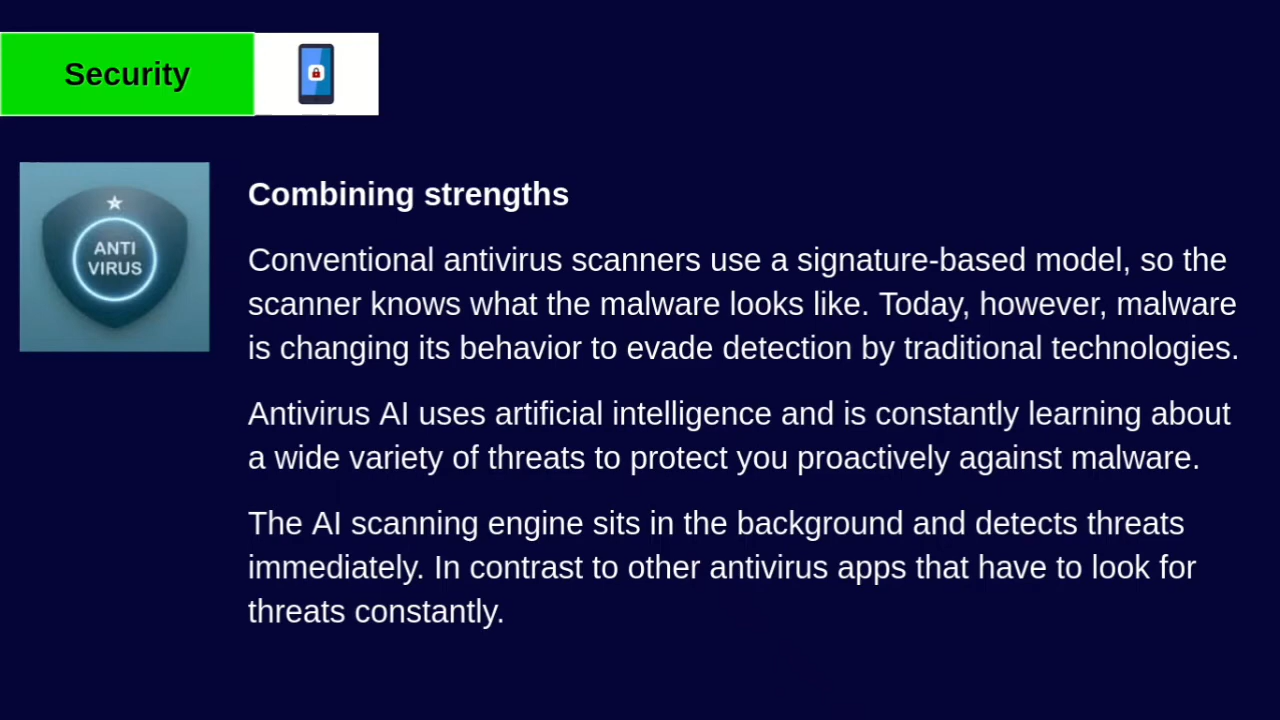 Security
ANTI
VIRUS
Combining strengths
Conventional antivirus scanners use a signature-based model, so the
scanner knows what the malware looks like. Today, however, malware
is changing its behavior to evade detection by traditional technologies.
Antivirus AI uses artificial intelligence and is constantly learning about
a wide variety of threats to protect you proactively against malware.
The AI scanning engine sits in the background and detects threats
immediately. In contrast to other antivirus apps that have to look for
threats constantly.